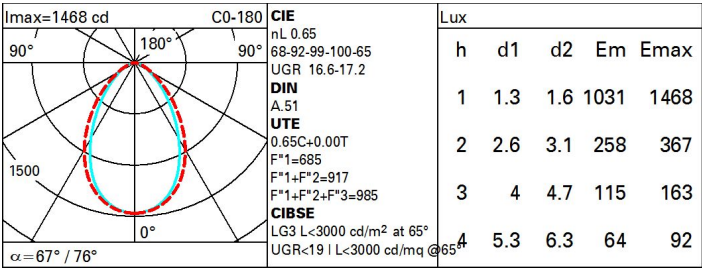 Imax=1468 cd C0-180
90° 180° 90°
1500
0°
α=67° / 76°
CIE
nL 0.65
68-92-99-100-65
UGR 16.6-17.2
DIN
A.51
UTE
0.65C+0.00T
F"1=685
F"1+F"2=917
F"1+F"2+F"3=985
CIBSE
LG3 L<3000 cd/m² at 65°
UGR<19 | L<3000 cd/mq @65°
Lux
h d1 d2 Em Emax
1 1.3 1.6 1031 1468
2 2.6 3.1 258 367
3 4 4.7 115 163
4 5.3 6.3 64 92